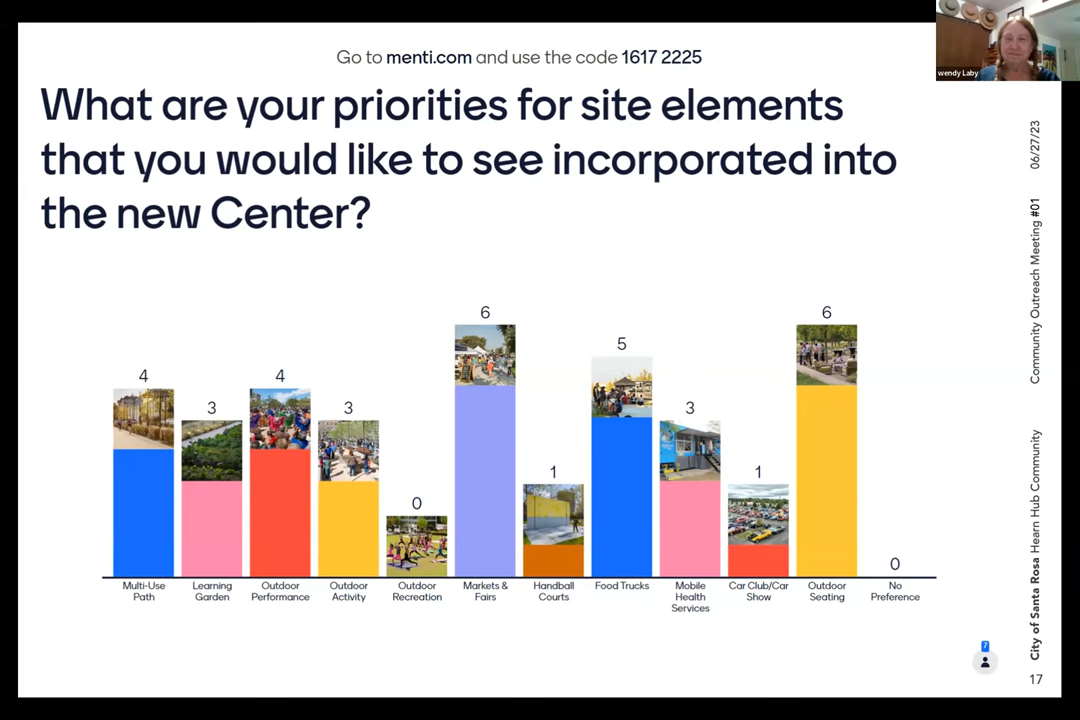 Go to menti.com and use the code 1617 2225
What are your priorities for site elements
that you would like to see incorporated into
the new Center?
4
3
4
3
0
6
1
5
3
1
6
0
Multi-Use
Path
Learning
Garden
Outdoor
Performance
Outdoor
Activity
Outdoor
Recreation
Markets &
Fairs
Handball
Courts
Food Trucks
Mobile
Health
Services
Car Club/Car
Show
Outdoor
Seating
No
Preference
7
wendy Laby
City of Santa Rosa Hearn Hub Community Community Outreach Meeting #01 06/27/23
17